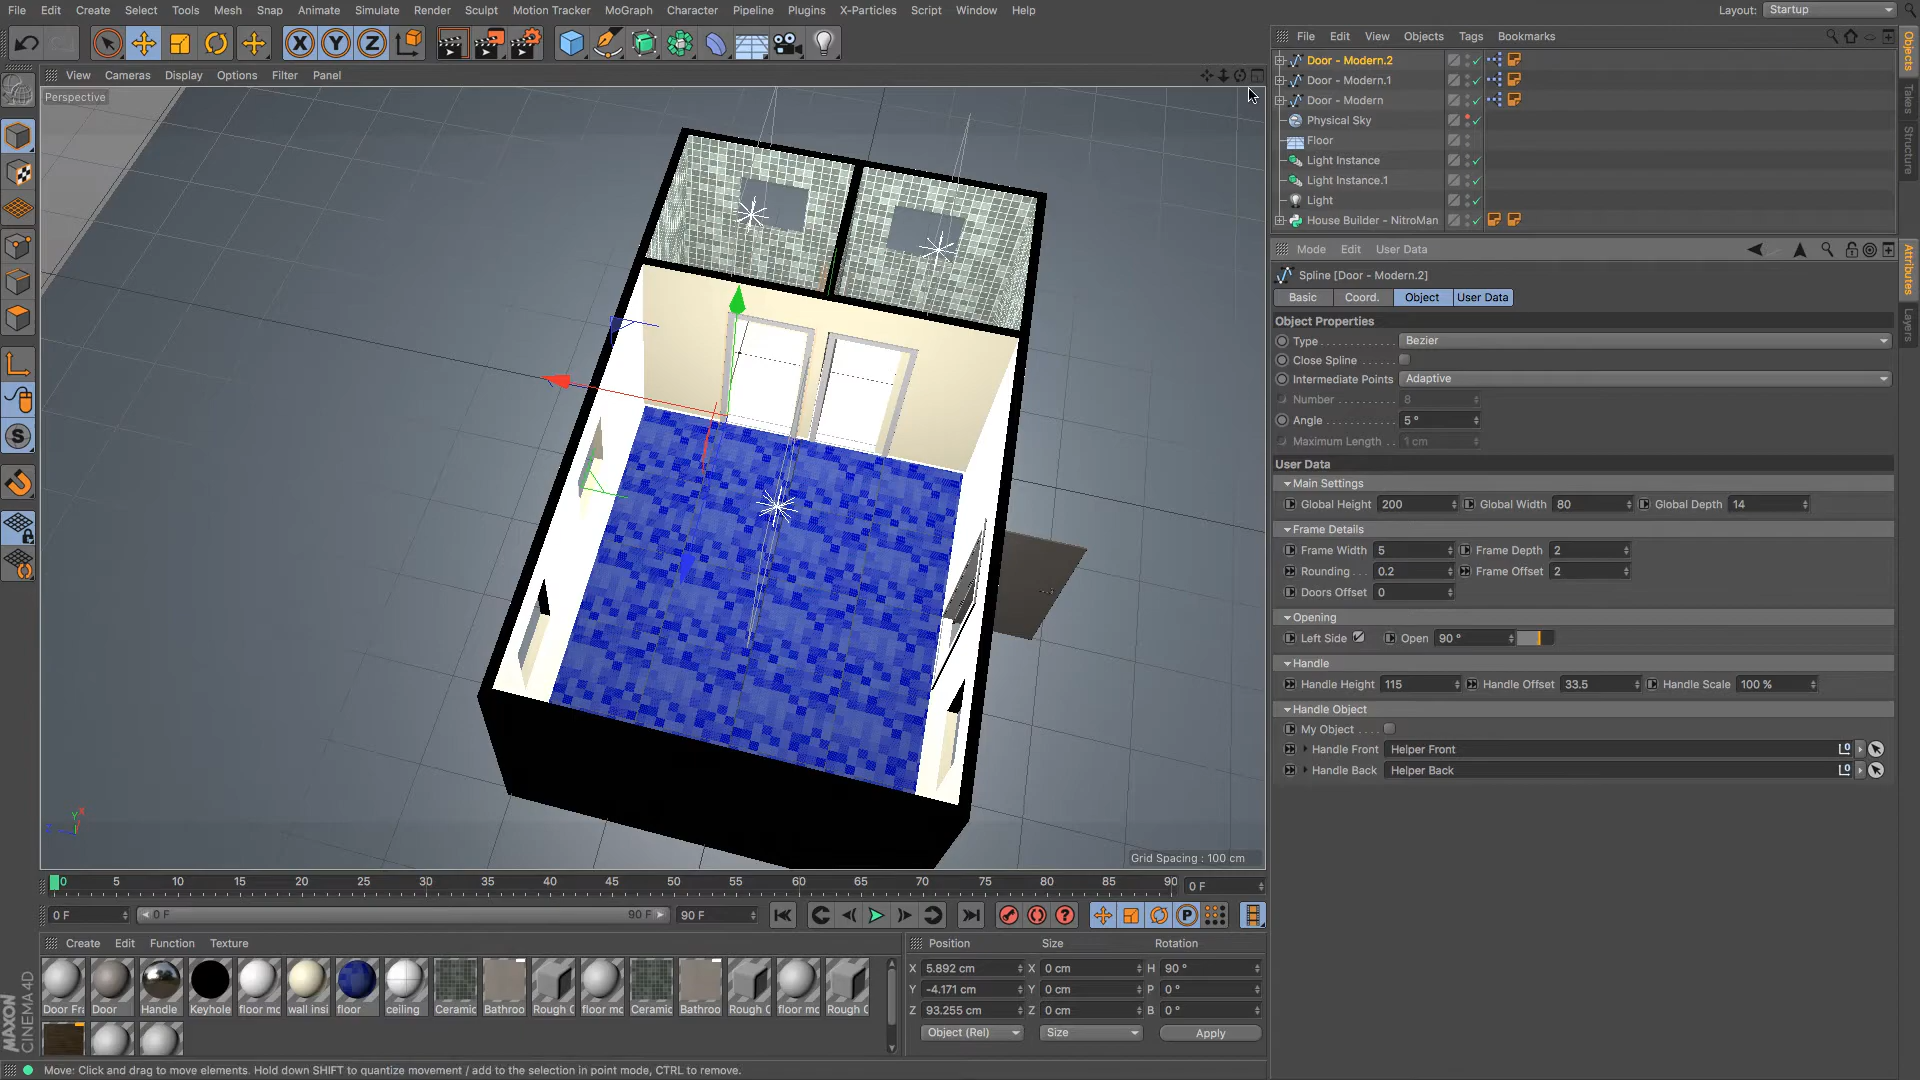 File Edit Create Select Tools Mesh Snap Animate Simulate Render Sculpt Motion Tracker MoGraph Character Pipeline Plugins X-Particles Script Window Help
Layout: Startup
View Cameras Display Options Filter Panel
Perspective
Grid Spacing : 100 cm
File Edit View Objects Tags Bookmarks
Door - Modern.2
Door - Modern.1
Door - Modern
Physical Sky
Floor
Light Instance
Light Instance.1
Light
House Builder - NitroMan
Objects
Takes
Structure
Attributes
Layers
Mode Edit User Data
Spline [Door - Modern.2]
Basic Coord. Object User Data
Object Properties
Type Bezier
Close Spline
Intermediate Points Adaptive
Number 8
Angle 5 °
Maximum Length 1 cm
User Data
Main Settings
Global Height 200 Global Width 80 Global Depth 14
Frame Details
Frame Width 5 Frame Depth 2
Rounding 0.2 Frame Offset 2
Doors Offset 0
Opening
Left Side Open 90 °
Handle
Handle Height 115 Handle Offset 33.5 Handle Scale 100 %
Handle Object
My Object
Handle Front Helper Front
Handle Back Helper Back
0 5 10 15 20 25 30 35 40 45 50 55 60 65 70 75 80 85 90 0 F
0 F 0 F 90 F 90 F
Create Edit Function Texture
Door Fra Door Handle Keyhole floor mo wall insi floor ceiling Ceramic Bathroo Rough C floor mo Ceramic Bathroo Rough C floor mo Rough C
Position Size Rotation
X 5.892 cm X 0 cm H 90 °
Y -4.171 cm Y 0 cm P 0 °
Z 93.255 cm Z 0 cm B 0 °
Object (Rel) Size Apply
MAXON CINEMA 4D
Move: Click and drag to move elements. Hold down SHIFT to quantize movement / add to the selection in point mode, CTRL to remove.